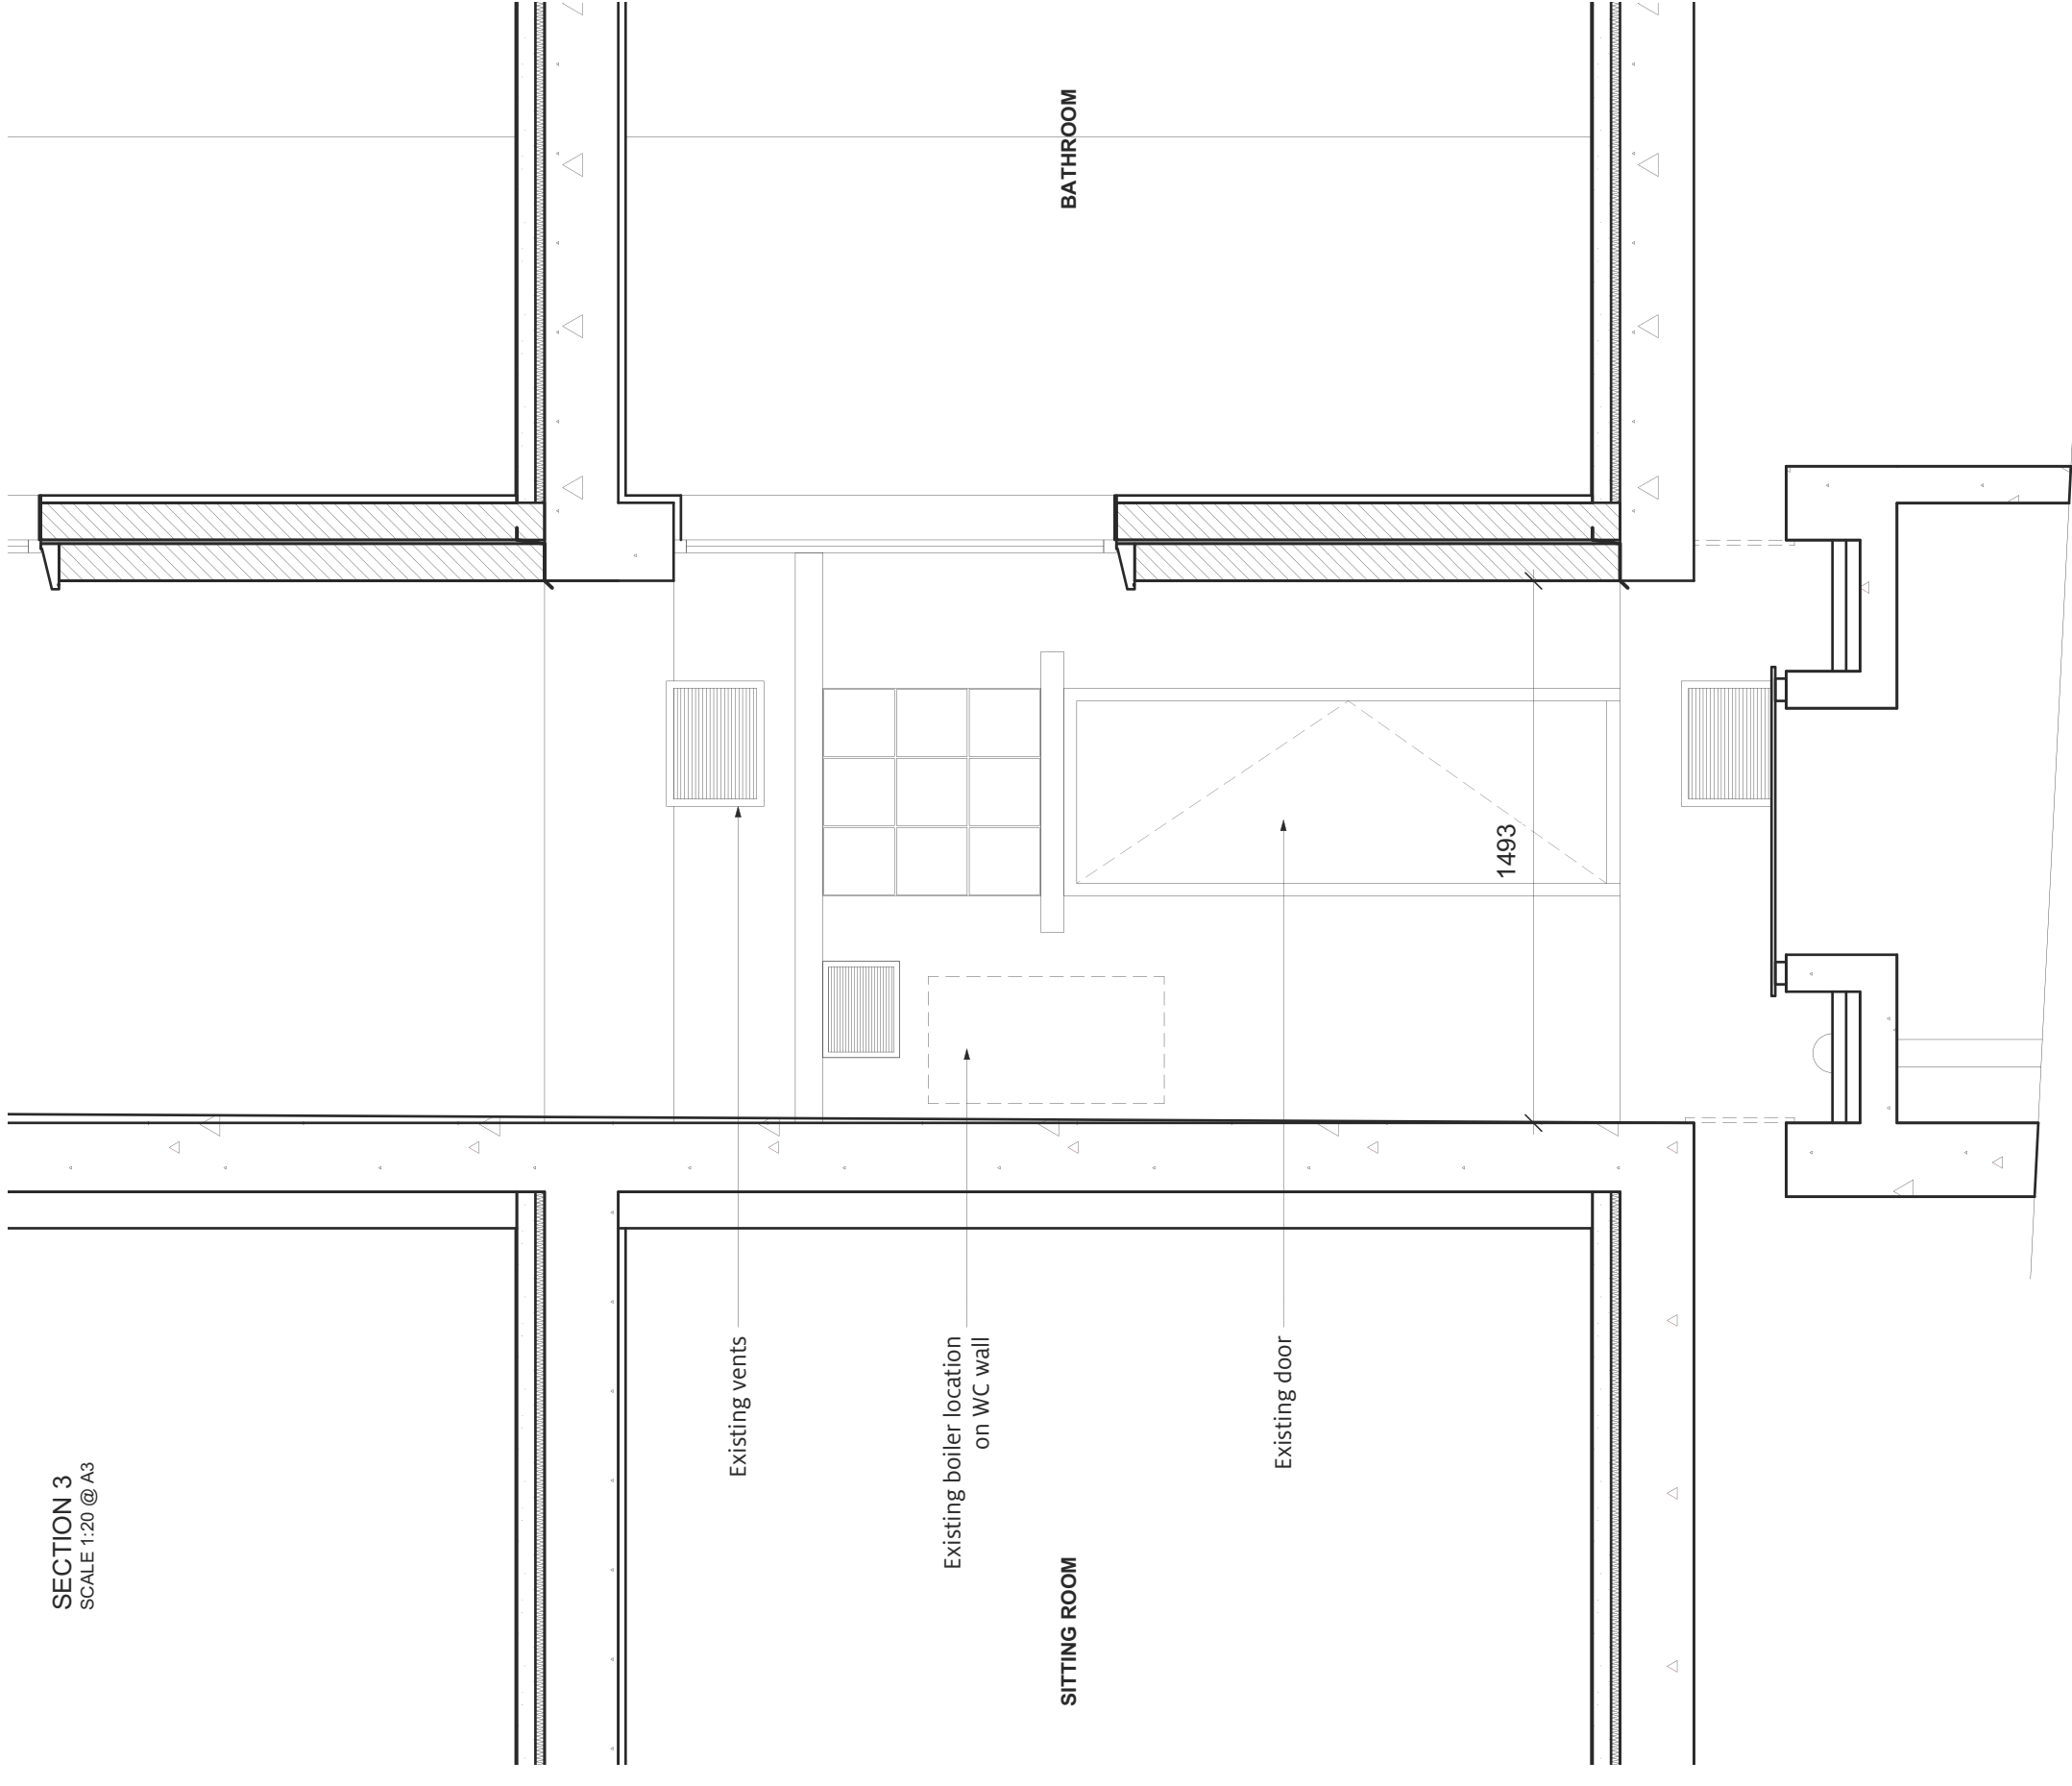 SECTION 3
SCALE 1:20 @ A3
Existing vents
Existing boiler location
on WC wall
SITTING ROOM
BATHROOM
Existing door
1493